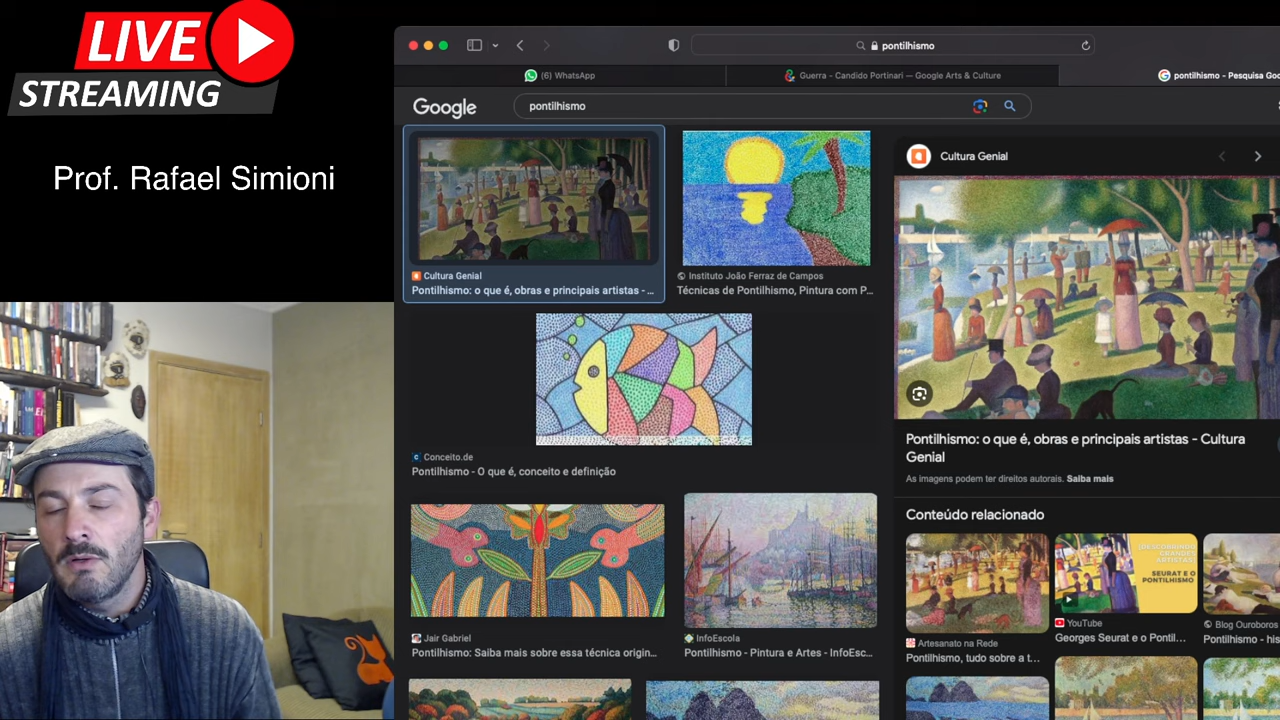 LIVE
STREAMING
Prof. Rafael Simioni
pontilhismo
(6) WhatsApp
Guerra - Candido Portinari — Google Arts & Culture
pontilhismo - Pesquisa Goo
Google
pontilhismo
Cultura Genial
Pontilhismo: o que é, obras e principais artistas - ...
Instituto João Ferraz de Campos
Técnicas de Pontilhismo, Pintura com P...
Conceito.de
Pontilhismo - O que é, conceito e definição
Jair Gabriel
Pontilhismo: Saiba mais sobre essa técnica origin...
InfoEscola
Pontilhismo - Pintura e Artes - InfoEsc...
Cultura Genial
Pontilhismo: o que é, obras e principais artistas - Cultura
Genial
As imagens podem ter direitos autorais. Saiba mais
Conteúdo relacionado
GRANDES
SEURAT E O
PONTILHISMO
Artesanato na Rede
Pontilhismo, tudo sobre a t...
YouTube
Georges Seurat e o Pontil...
Blog Ouroboros
Pontilhismo - his